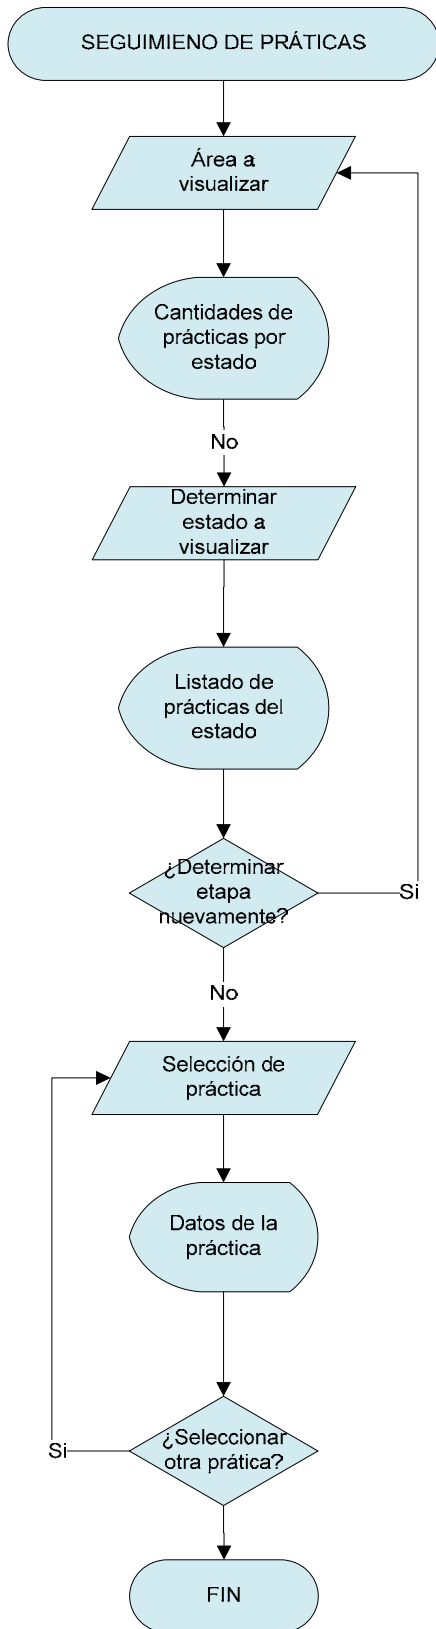 SEGUIMIENO DE PRÁTICAS
Área a
visualizar
Cantidades de
prácticas por
estado
No
Determinar
estado a
visualizar
Listado de
prácticas del
estado
¿Determinar
etapa
nuevamente?
Si
No
Selección de
práctica
Datos de la
práctica
¿Seleccionar
otra prática?
Si
FIN